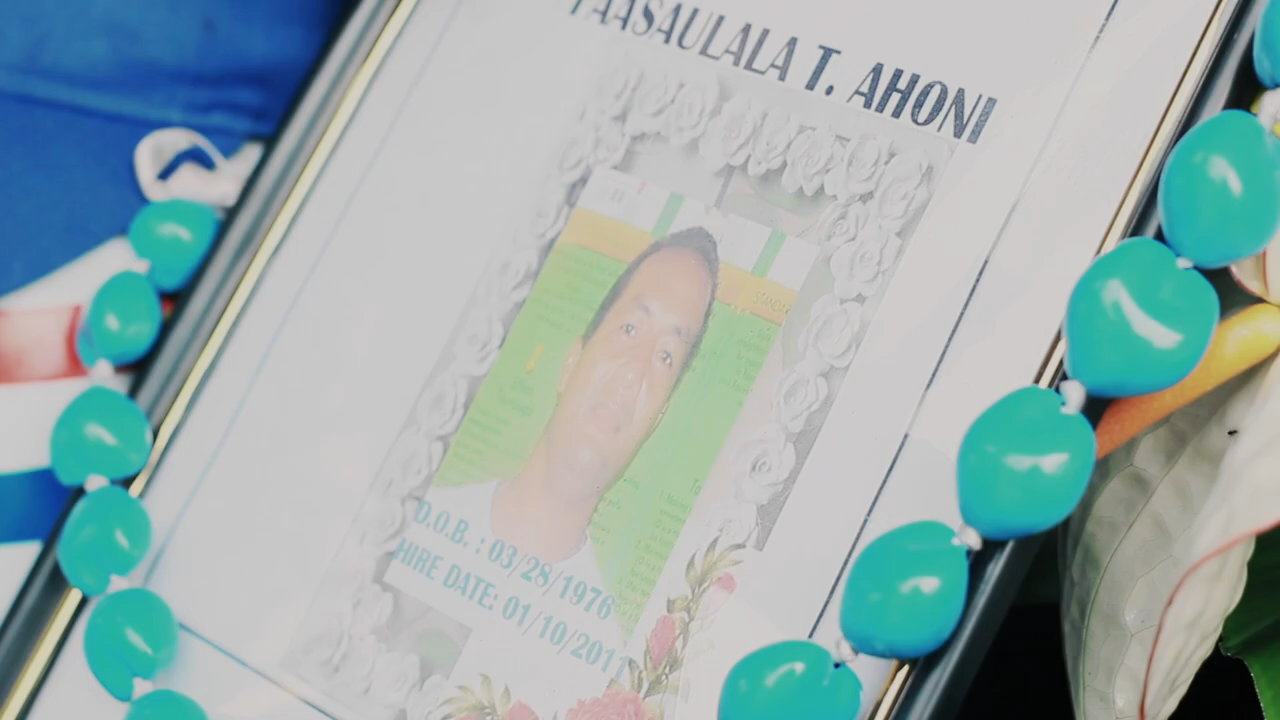 FAASAULALA T. AHONI
D.O.B. : 03/28/1976
HIRE DATE: 01/10/2011